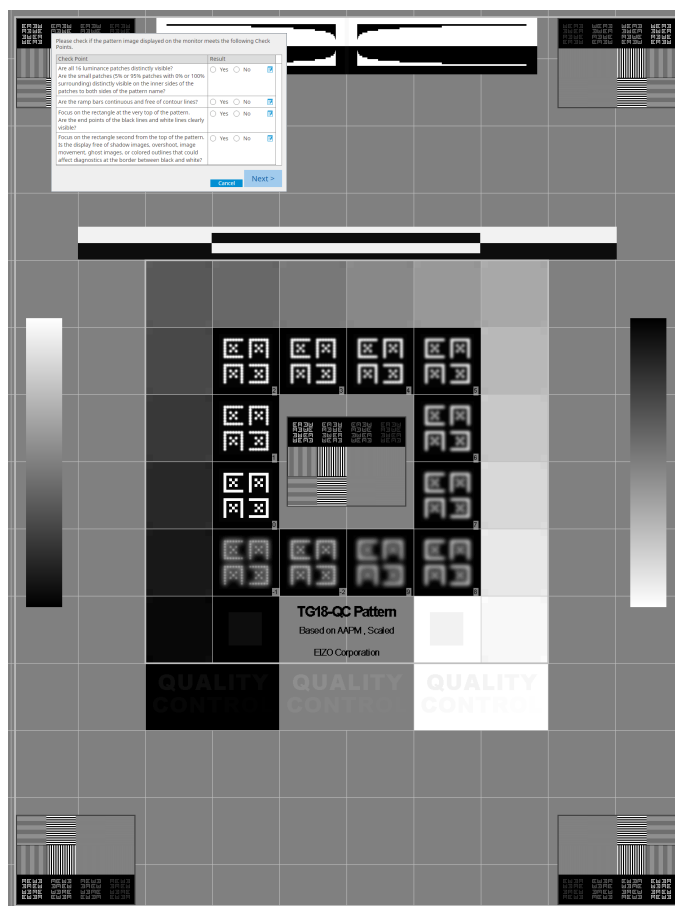 Please check if the pattern image displayed on the monitor meets the following Check
Points.
Check Point Result
Are all 16 luminance patches distinctly visible?
Are the small patches (5% or 95% patches with 0% or 100%
surrounding) distinctly visible on the inner sides of the
patches to both sides of the pattern name?
Yes No
Are the ramp bars continuous and free of contour lines?
Yes No
Focus on the rectangle at the very top of the pattern.
Are the end points of the black lines and white lines clearly
visible?
Yes No
Focus on the rectangle second from the top of the pattern.
Is the display free of shadow images, overshoot, image
movement, ghost images, or colored outlines that could
affect diagnostics at the border between black and white?
Yes No
Cancel
Next >
TG18-QC Pattern
Based on AAPM , Scaled
EIZO Corporation
QUALITY QUALITY QUALITY
CONTROL CONTROL CONTROL